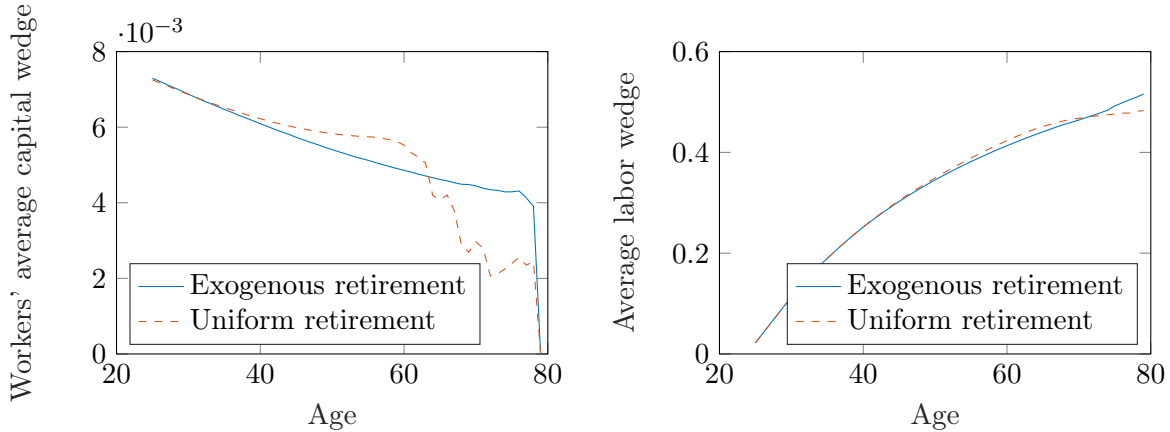 ·10−3
8
6
4
2
0
20 40 60 80
Age
Workers' average capital wedge
Exogenous retirement
Uniform retirement
0.6
0.4
0.2
0
20 40 60 80
Age
Average labor wedge
Exogenous retirement
Uniform retirement